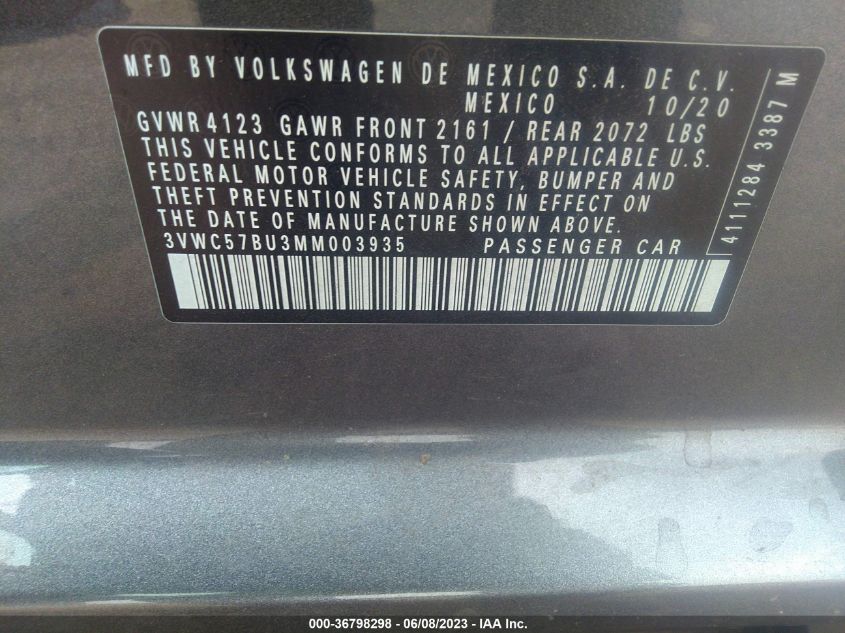 MFD BY VOLKSWAGEN DE MEXICO S.A. DE C.V.
MEXICO 10/20
GVWR 4123 GAWR FRONT 2161 / REAR 2072 LBS
THIS VEHICLE CONFORMS TO ALL APPLICABLE U.S.
FEDERAL MOTOR VEHICLE SAFETY, BUMPER AND
THEFT PREVENTION STANDARDS IN EFFECT ON
THE DATE OF MANUFACTURE SHOWN ABOVE.
3VWC57BU3MM003935 PASSENGER CAR
4111284 3387 M
000-36798298 - 06/08/2023 - IAA Inc.